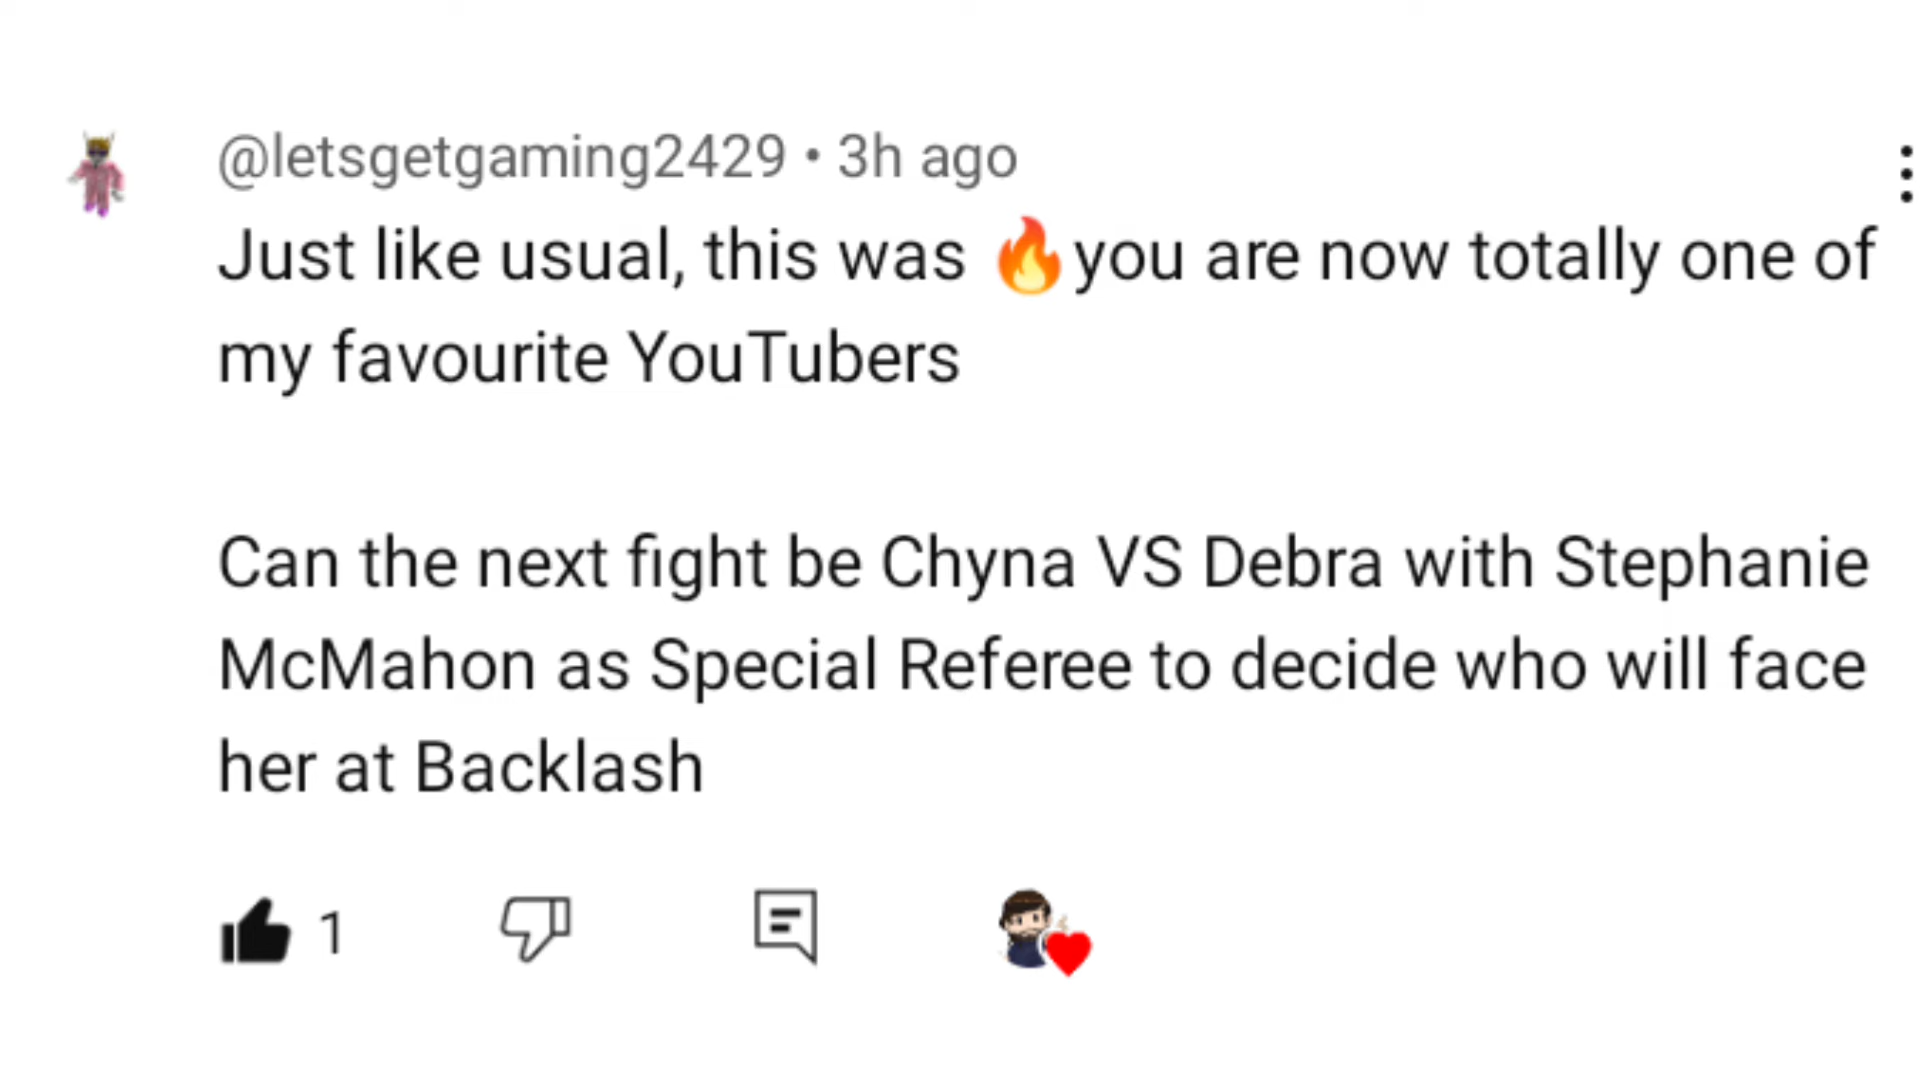 @letsgetgaming2429 • 3h ago
Just like usual, this was 🔥you are now totally one of
my favourite YouTubers
Can the next fight be Chyna VS Debra with Stephanie
McMahon as Special Referee to decide who will face
her at Backlash
1